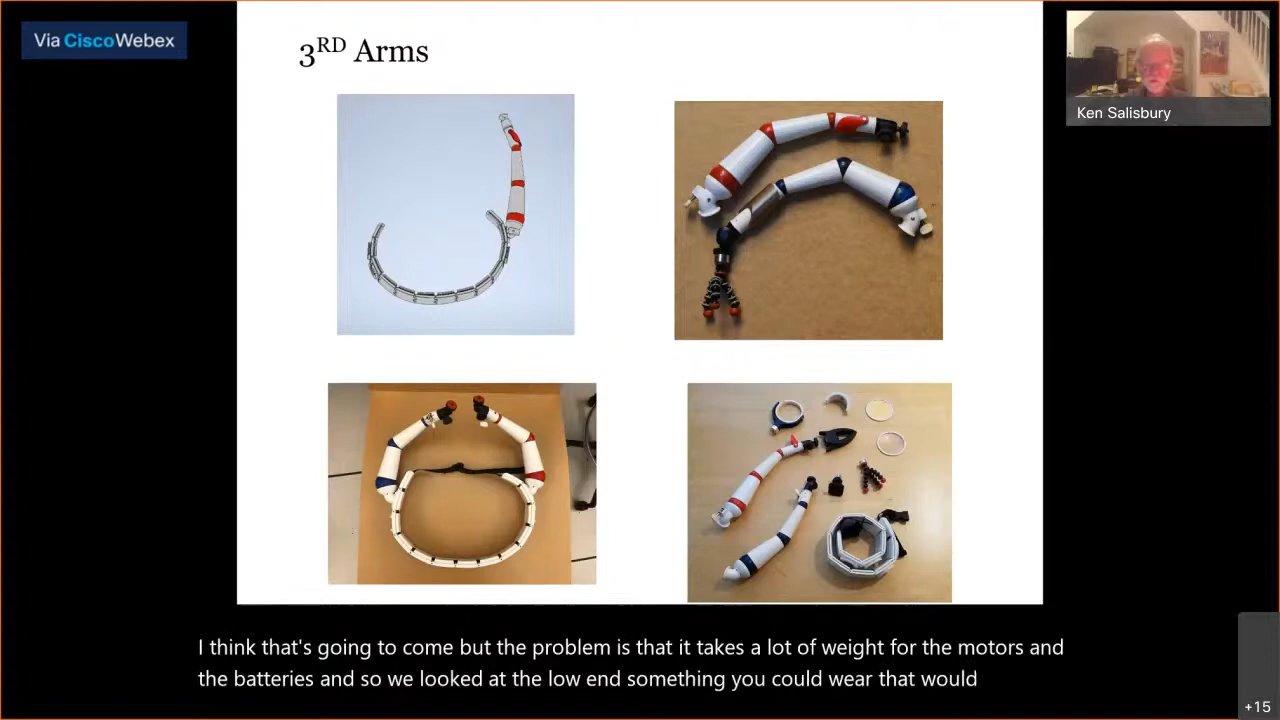 Via Cisco Webex
3RD Arms
Ken Salisbury
I think that's going to come but the problem is that it takes a lot of weight for the motors and
the batteries and so we looked at the low end something you could wear that would
+15